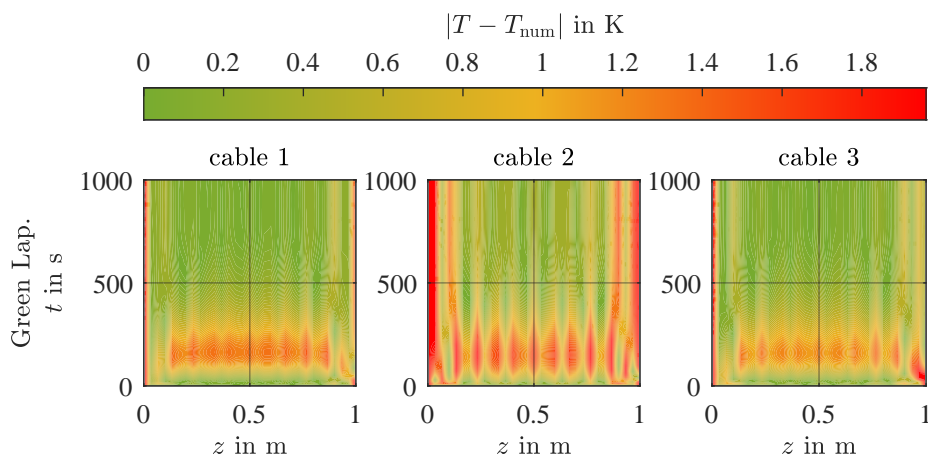 |T − T_num| in K
0 0.2 0.4 0.6 0.8 1 1.2 1.4 1.6 1.8
cable 1 cable 2 cable 3
Green Lap.
t in s
1000 1000 1000
500 500 500
0 0 0
0 0.5 1 0 0.5 1 0 0.5 1
z in m z in m z in m